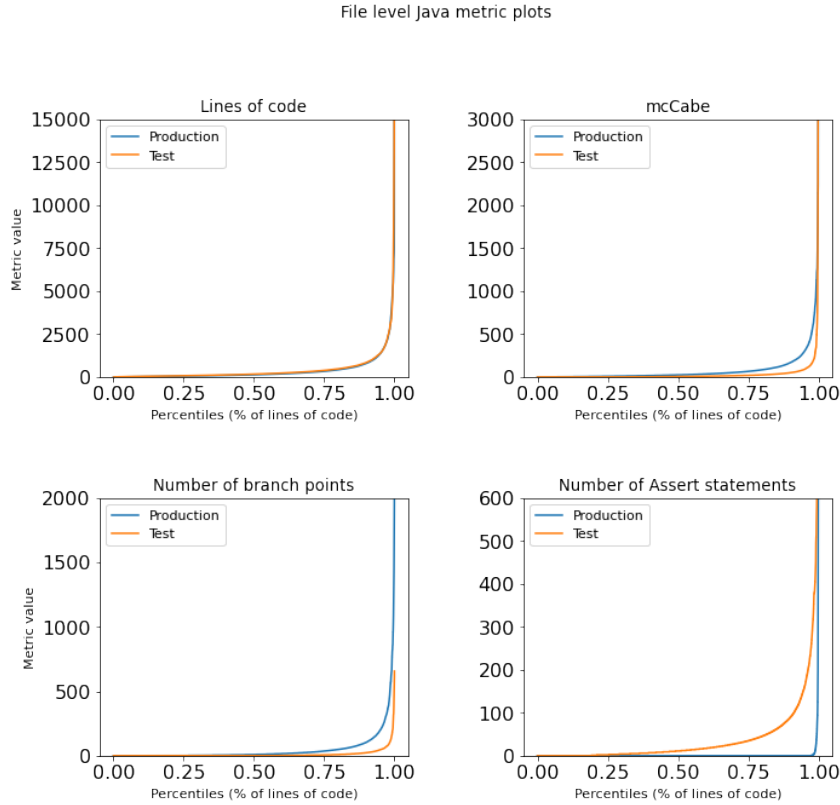 File level Java metric plots
Lines of code
15000
12500
10000
7500
5000
2500
0
Metric value
Production
Test
0.00 0.25 0.50 0.75 1.00
Percentiles (% of lines of code)
mcCabe
3000
2500
2000
1500
1000
500
0
Production
Test
0.00 0.25 0.50 0.75 1.00
Percentiles (% of lines of code)
Number of branch points
2000
1500
1000
500
0
Metric value
Production
Test
0.00 0.25 0.50 0.75 1.00
Percentiles (% of lines of code)
Number of Assert statements
600
500
400
300
200
100
0
Production
Test
0.00 0.25 0.50 0.75 1.00
Percentiles (% of lines of code)